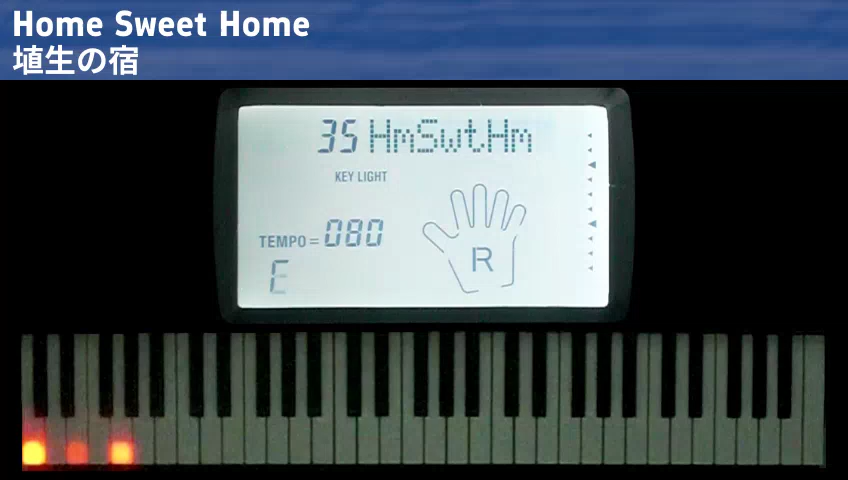 Home Sweet Home
埴生の宿
35 HmSwtHm
KEY LIGHT
TEMPO = 080
E
R